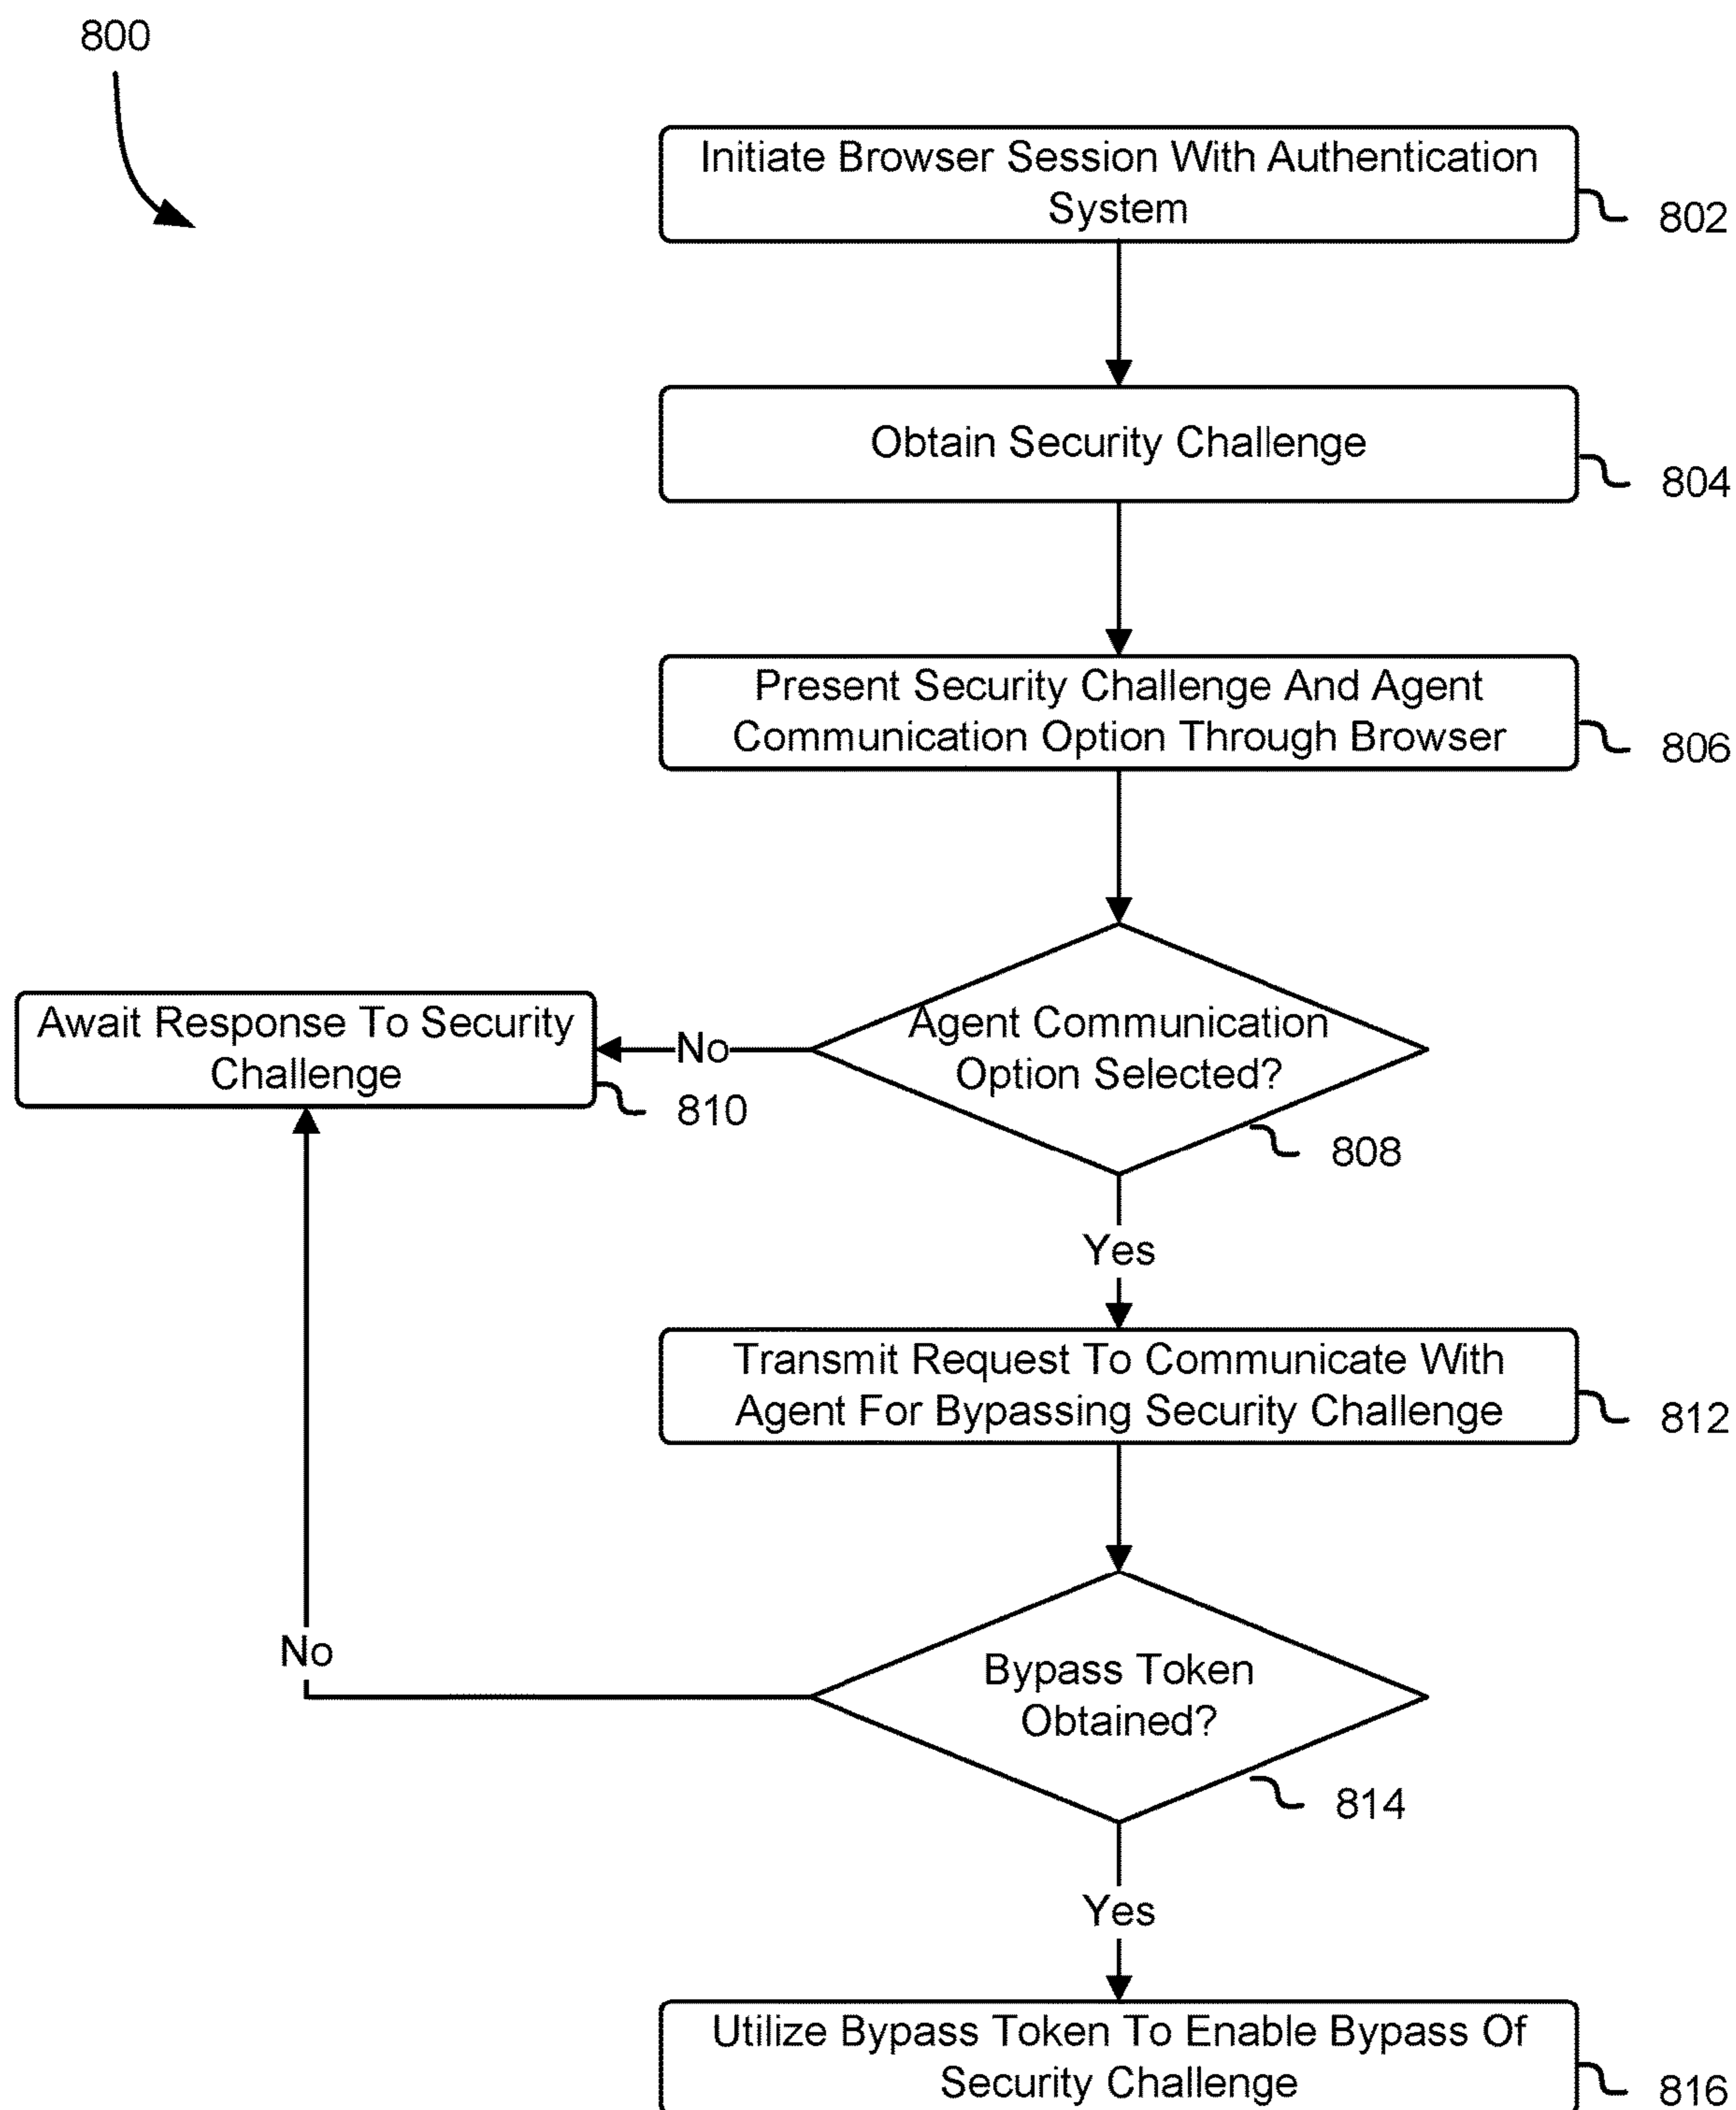 800
Initiate Browser Session With Authentication
System
802
Obtain Security Challenge
804
Present Security Challenge And Agent
Communication Option Through Browser
806
Agent Communication
Option Selected?
808
No
Await Response To Security
Challenge
810
Yes
Transmit Request To Communicate With
Agent For Bypassing Security Challenge
812
Bypass Token
Obtained?
814
No
Yes
Utilize Bypass Token To Enable Bypass Of
Security Challenge
816